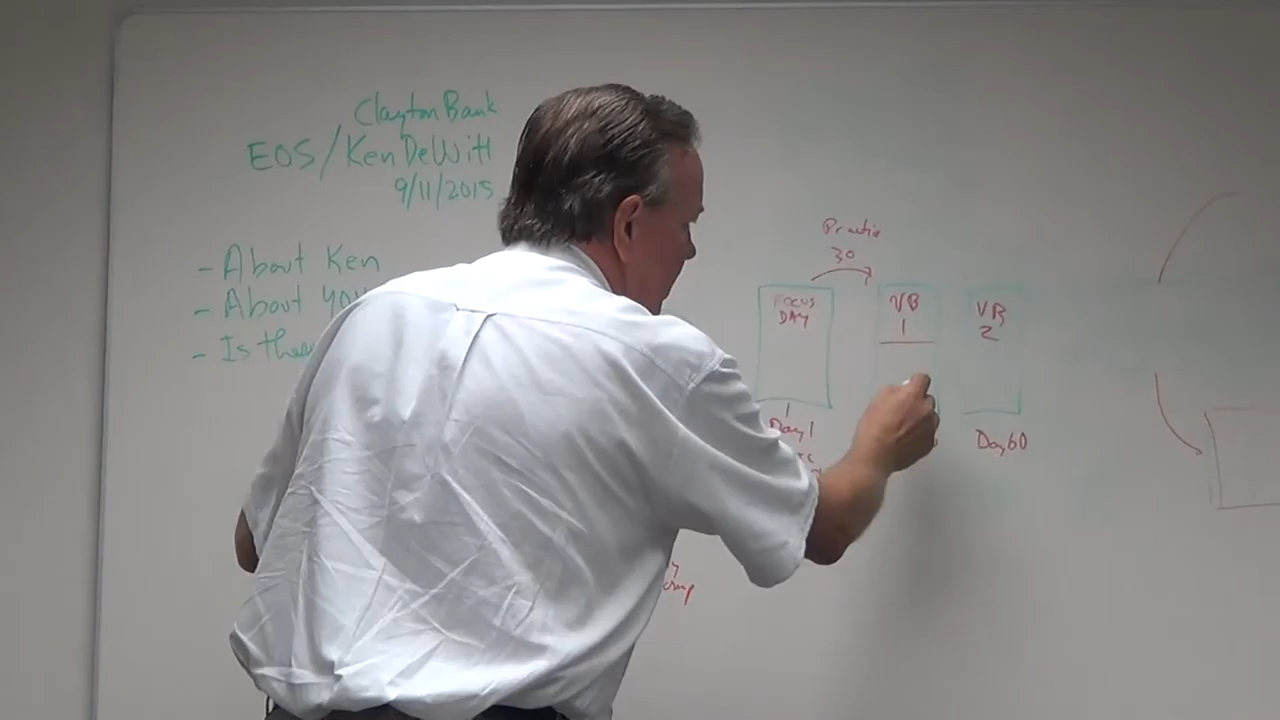 Clayton Bank
EOS/Ken DeWitt
9/11/2015
- About Ken
- About you
- Is
Practice
30
FOCUS
DAY
VB
1
VB
2
Day 1
Day 60